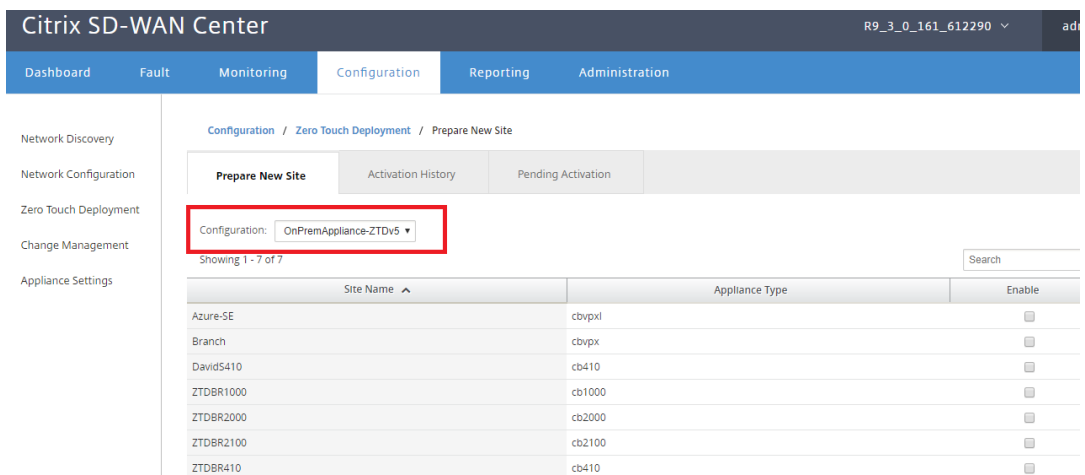 Citrix SD-WAN Center
R9_3_0_161_612290
Dashboard Fault Monitoring Configuration Reporting Administration
Network Discovery
Network Configuration
Zero Touch Deployment
Change Management
Appliance Settings
Configuration / Zero Touch Deployment / Prepare New Site
Prepare New Site Activation History Pending Activation
Configuration: OnPremAppliance-ZTDv5
Showing 1 - 7 of 7
Search
Site Name Appliance Type Enable
Azure-SE cbvpxl
Branch cbvpx
DavidS410 cb410
ZTDBR1000 cb1000
ZTDBR2000 cb2000
ZTDBR2100 cb2100
ZTDBR410 cb410